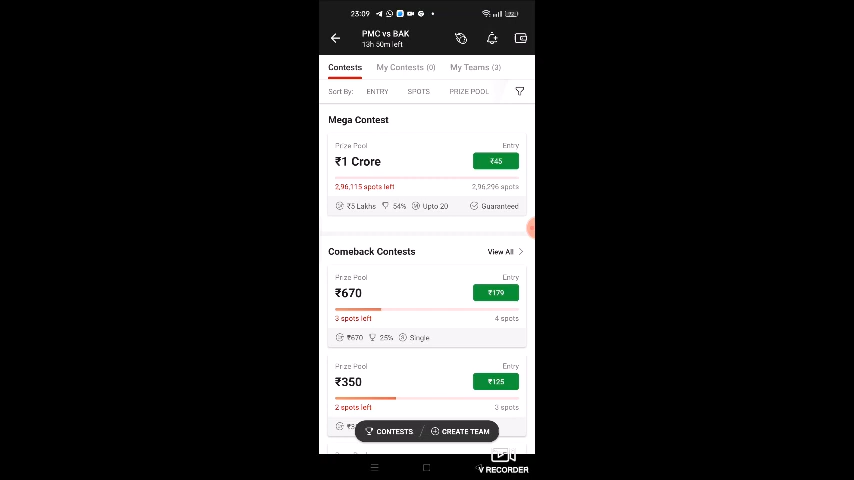 23:09
PMC vs BAK
13h 50m left
Contests My Contests (0) My Teams (3)
Sort By: ENTRY SPOTS PRIZE POOL
Mega Contest
Prize Pool Entry
₹1 Crore ₹45
2,96,115 spots left 2,96,296 spots
₹5 Lakhs 54% Upto 20 Guaranteed
Comeback Contests View All
Prize Pool Entry
₹670 ₹179
3 spots left 4 spots
₹670 25% Single
Prize Pool Entry
₹350 ₹125
2 spots left 3 spots
CONTESTS CREATE TEAM
V RECORDER